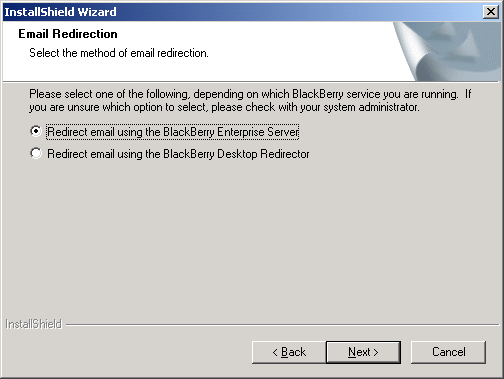 InstallShield Wizard
Email Redirection
Select the method of email redirection.
Please select one of the following, depending on which BlackBerry service you are running. If
you are unsure which option to select, please check with your system administrator.
Redirect email using the BlackBerry Enterprise Server
Redirect email using the BlackBerry Desktop Redirector
InstallShield
< Back
Next >
Cancel